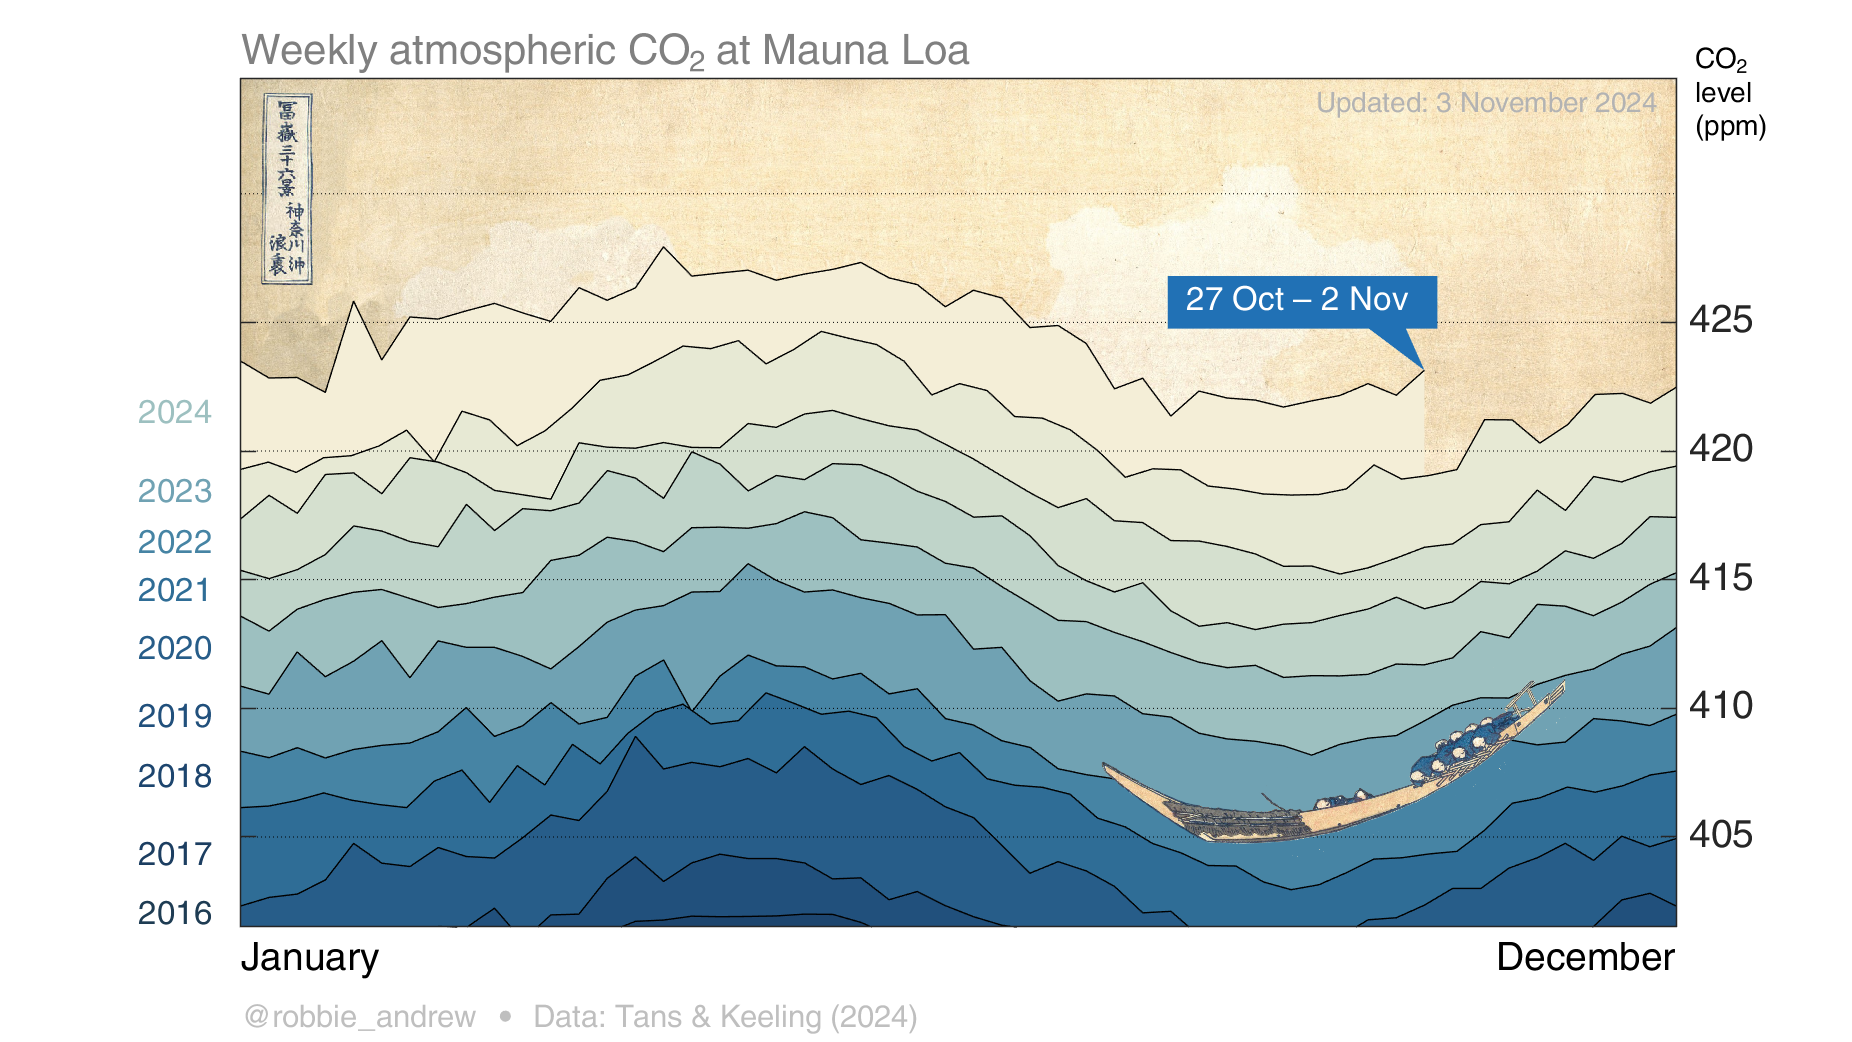 Weekly atmospheric CO₂ at Mauna Loa
CO₂
level
(ppm)
Updated: 3 November 2024
冨嶽三十六景
神奈川沖
浪裏
27 Oct – 2 Nov
425
420
415
410
405
2024
2023
2022
2021
2020
2019
2018
2017
2016
January
December
@robbie_andrew • Data: Tans & Keeling (2024)